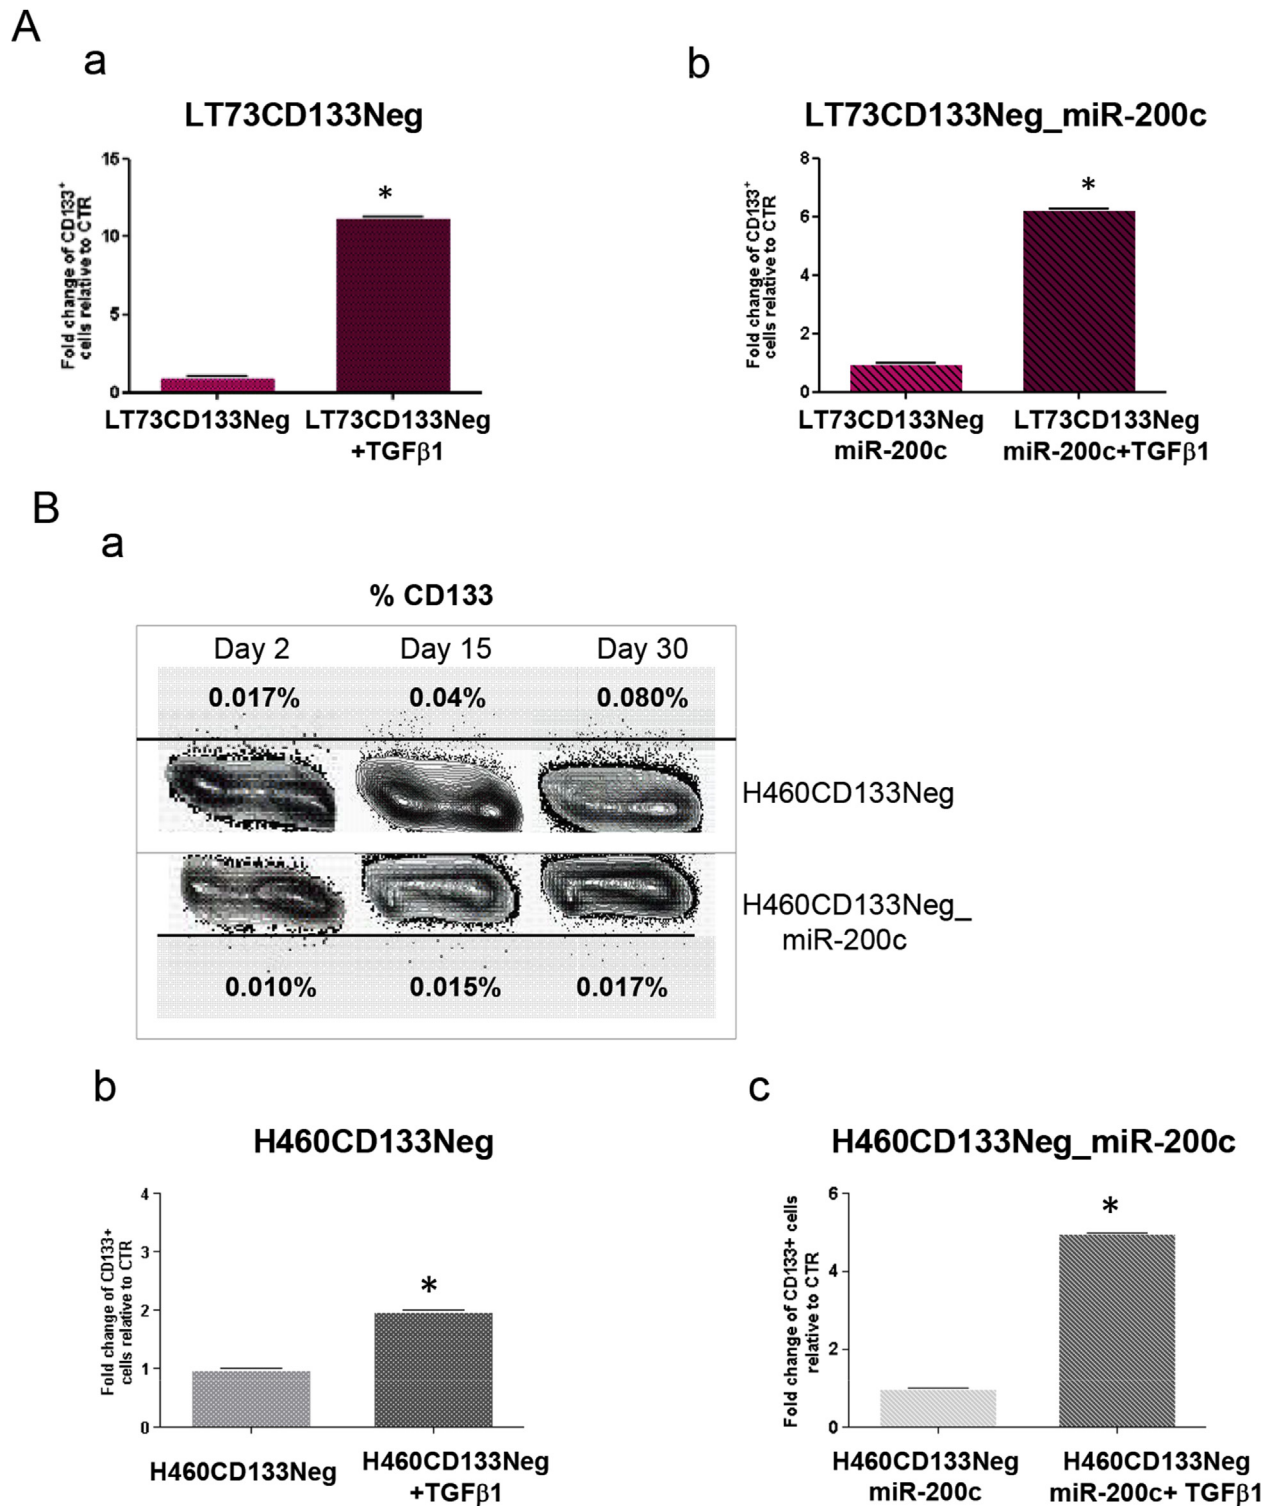 A
a
LT73CD133Neg
15
10
5
0
Fold change of CD133+
cells relative to CTR
*
LT73CD133Neg
LT73CD133Neg
+TGFβ1
b
LT73CD133Neg_miR-200c
8
6
4
2
0
Fold change of CD133+
cells relative to CTR
*
LT73CD133Neg
miR-200c
LT73CD133Neg
miR-200c+TGFβ1
B
a
% CD133
Day 2 Day 15 Day 30
0.017% 0.04% 0.080%
H460CD133Neg
H460CD133Neg_
miR-200c
0.010% 0.015% 0.017%
b
H460CD133Neg
4
3
2
1
0
Fold change of CD133+
cells relative to CTR
*
H460CD133Neg
H460CD133Neg
+TGFβ1
c
H460CD133Neg_miR-200c
6
4
2
0
Fold change of CD133+ cells
relative to CTR
*
H460CD133Neg
miR-200c
H460CD133Neg
miR-200c+ TGFβ1